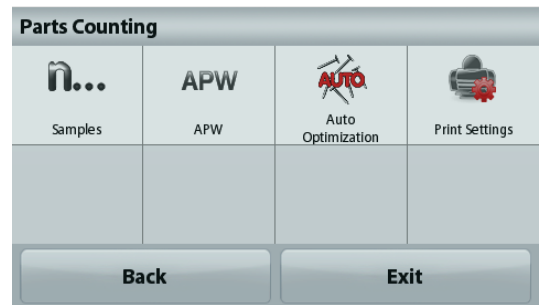 Parts Counting
n...
APW
AUTO
Samples
APW
Auto
Optimization
Print Settings
Back
Exit